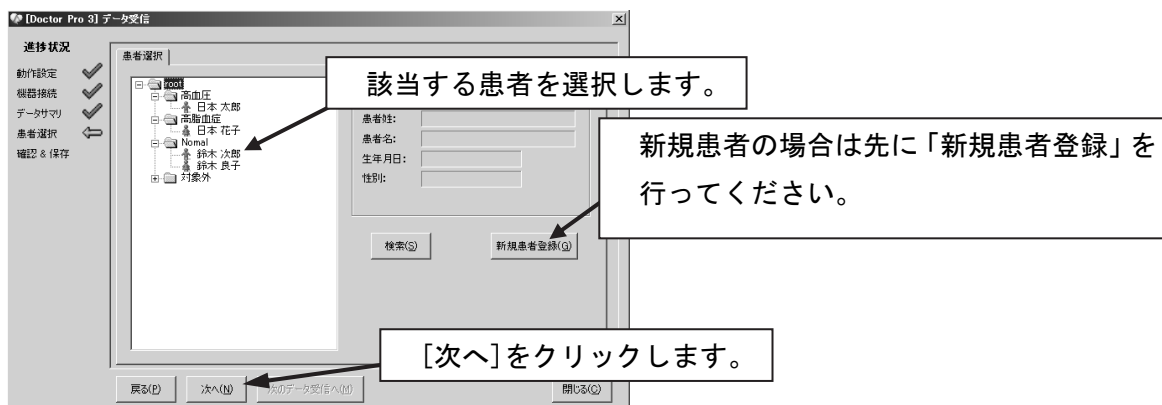 [Doctor Pro 3] データ受信
進捗状況
動作設定
機器接続
データサマリ
患者選択
確認 & 保存
患者選択
root
高血圧
日本 太郎
高脂血症
日本 花子
Nomal
鈴木 次郎
鈴木 良子
対象外
該当する患者を選択します。
患者姓:
患者名:
生年月日:
性別:
新規患者の場合は先に「新規患者登録」を
行ってください。
検索(S)
新規患者登録(G)
[次へ]をクリックします。
戻る(P)
次へ(N)
次のデータ受信へ(M)
閉じる(C)